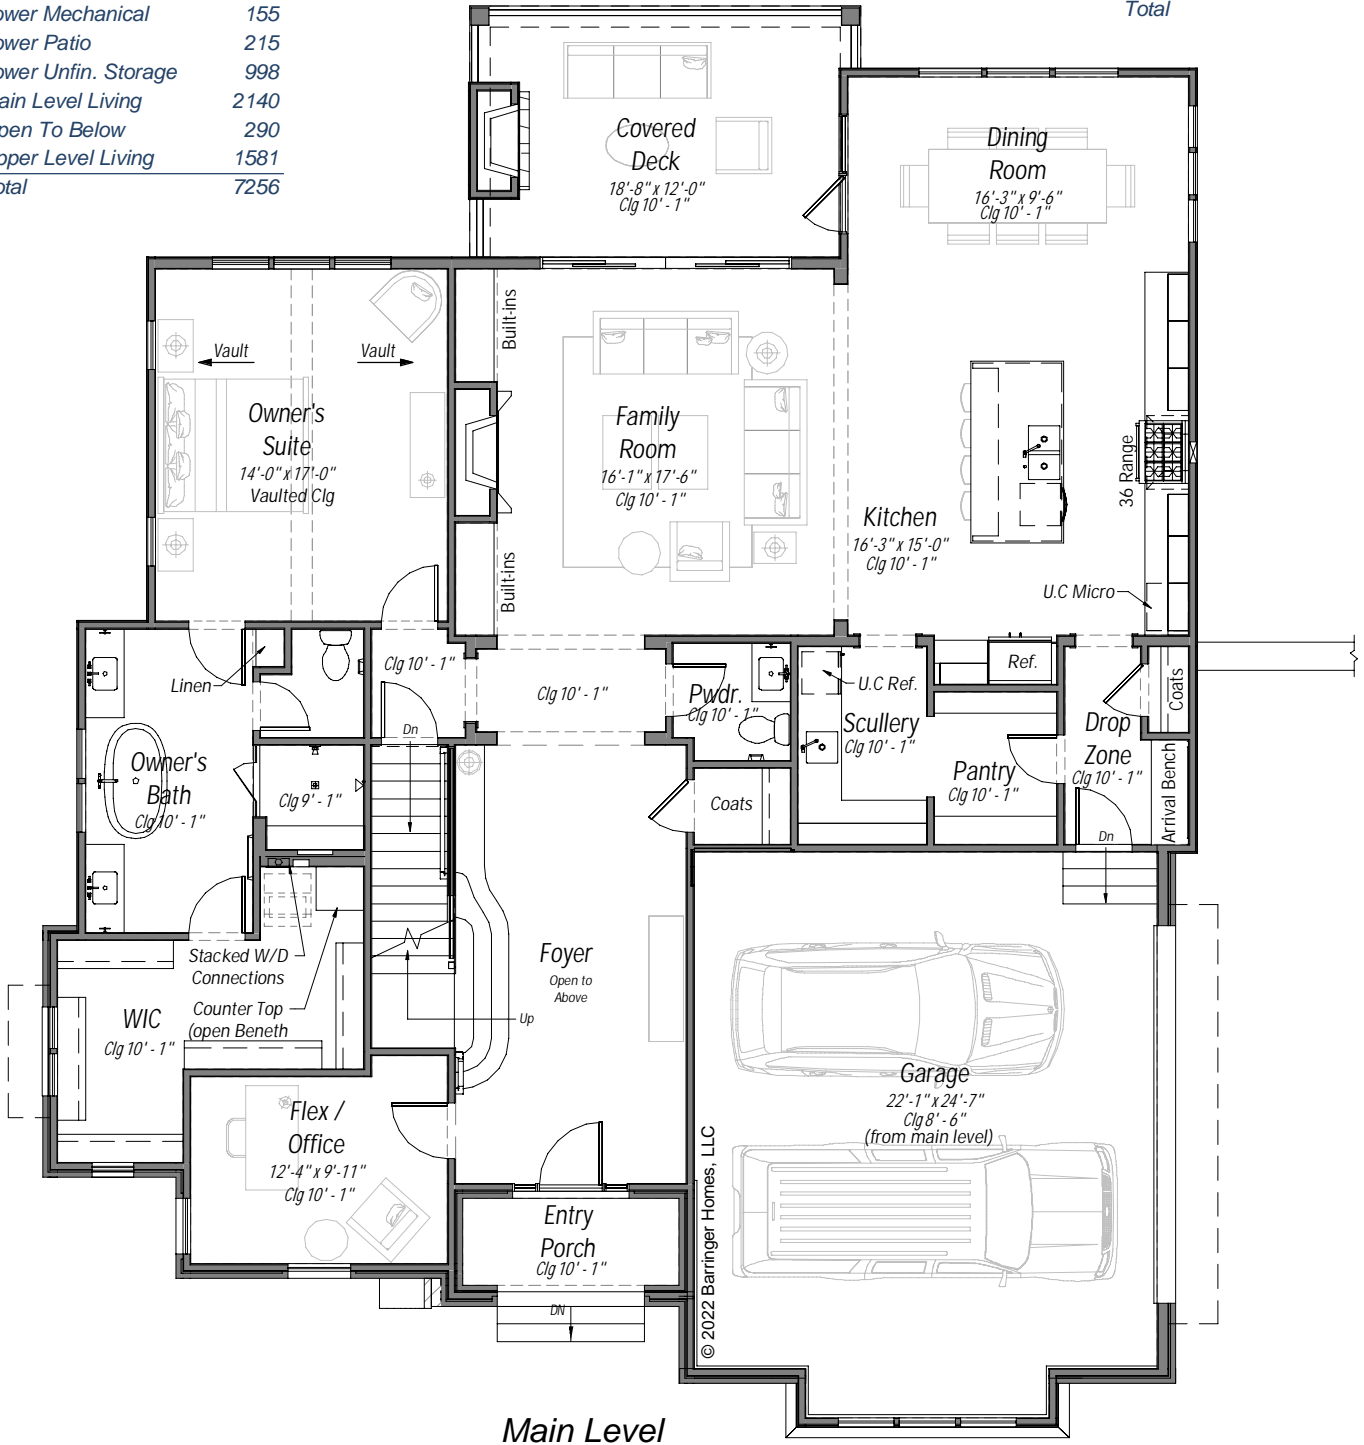 ower Mechanical 155
ower Patio 215
ower Unfin. Storage 998
ain Level Living 2140
pen To Below 290
pper Level Living 1581
otal 7256
Total
Covered
Deck
18'-8" x 12'-0"
Clg 10' - 1"
Dining
Room
16'-3" x 9'-6"
Clg 10' - 1"
Built-ins
Vault
Vault
Owner's
Suite
14'-0" x 17'-0"
Vaulted Clg
Family
Room
16'-1" x 17'-6"
Clg 10' - 1"
36 Range
Kitchen
16'-3" x 15'-0"
Clg 10' - 1"
Built-ins
U.C Micro
Linen
Clg 10' - 1"
Clg 10' - 1"
Pwdr.
Clg 10' - 1"
U.C Ref.
Ref.
Coats
Scullery
Clg 10' - 1"
Drop
Zone
Clg 10' - 1"
Dn
Owner's
Bath
Clg 10' - 1"
Clg 9' - 1"
Pantry
Clg 10' - 1"
Arrival Bench
Coats
Dn
Stacked W/D
Connections
Counter Top
(open Beneth
Foyer
Open to
Above
Up
WIC
Clg 10' - 1"
Garage
22'-1" x 24'-7"
Clg 8' - 6"
(from main level)
Flex /
Office
12'-4" x 9'-11"
Clg 10' - 1"
Entry
Porch
Clg 10' - 1"
DN
© 2022 Barringer Homes, LLC
Main Level